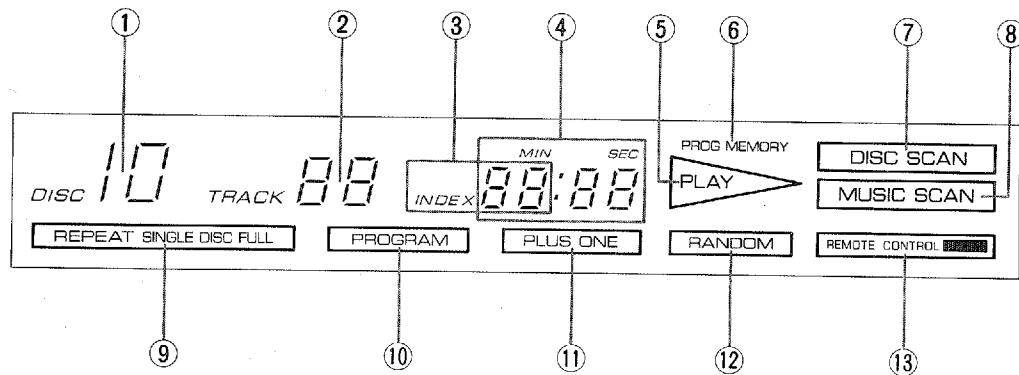 ① ② ③ ④ ⑤ ⑥ ⑦ ⑧
MIN SEC PROG MEMORY DISC SCAN
DISC 10 TRACK 88 INDEX 88:88 PLAY MUSIC SCAN
REPEAT SINGLE DISC FULL PROGRAM PLUS ONE RANDOM REMOTE CONTROL
⑨ ⑩ ⑪ ⑫ ⑬